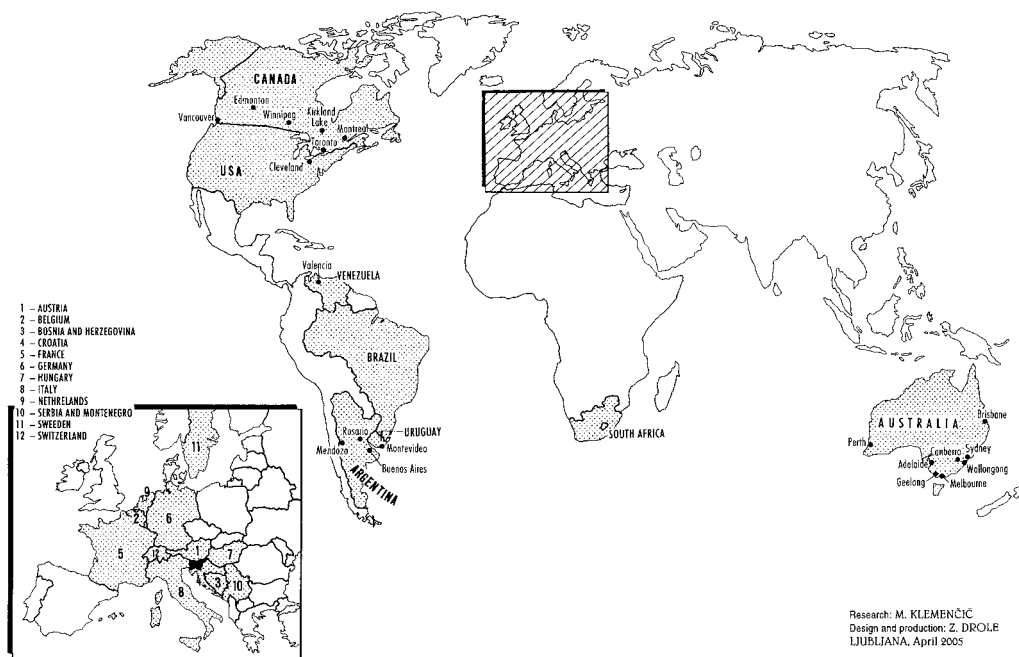 CANADA
Edmonton
Vancouver
Winnipeg
Kirkland
Lake
Montreal
Toronto
Cleveland
USA
Valencia
VENEZUELA
BRAZIL
Rosario
URUGUAY
Mendoza
Montevideo
Buenos Aires
ARGENTINA
SOUTH AFRICA
AUSTRALIA
Brisbane
Perth
Canberra
Sydney
Adelaide
Wollongong
Geelong
Melbourne
1 – AUSTRIA
2 – BELGIUM
3 – BOSNIA AND HERZEGOVINA
4 – CROATIA
5 – FRANCE
6 – GERMANY
7 – HUNGARY
8 – ITALY
9 – NETHRELANDS
10 – SERBIA AND MONTENEGRO
11 – SWEEDEN
12 – SWITZERLAND
11
9
2
6
5
12
1
7
4
3
10
8
Research: M. KLEMENČIČ
Design and production: Z. DROLE
LJUBLJANA, April 2005